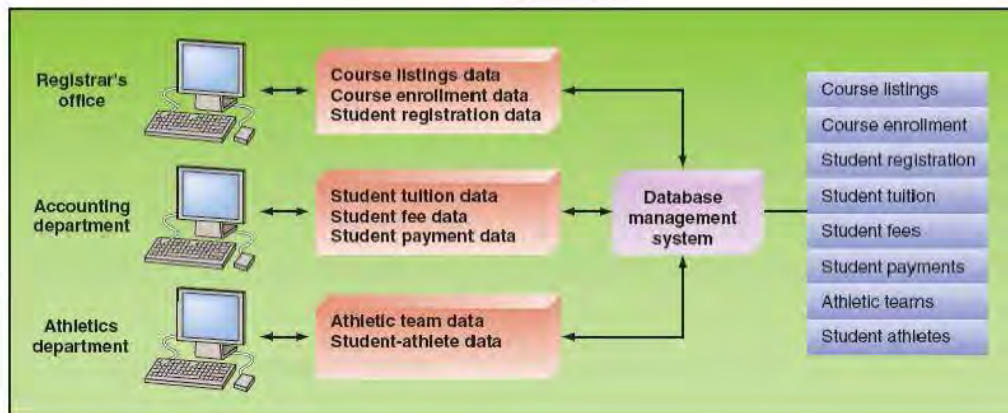 Registrar's
office
Course listings data
Course enrollment data
Student registration data
Accounting
department
Student tuition data
Student fee data
Student payment data
Athletics
department
Athletic team data
Student-athlete data
Database
management
system
Course listings
Course enrollment
Student registration
Student tuition
Student fees
Student payments
Athletic teams
Student athletes